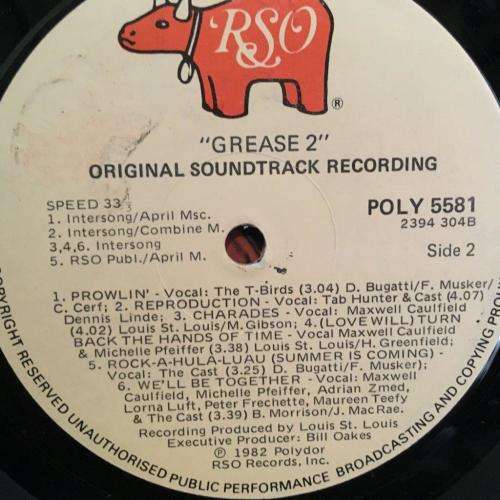 RSO
®
"GREASE 2"
ORIGINAL SOUNDTRACK RECORDING
SPEED 33⅓
POLY 5581
2394 304B
Side 2
1. Intersong/April Msc.
2. Intersong/Combine M.
3,4,6. Intersong
5. RSO Publ./April M.
1. PROWLIN' - Vocal: The T-Birds (3.04) D. Bugatti/F. Musker/
C. Cerf; 2. REPRODUCTION - Vocal: Tab Hunter & Cast (4.07)
Dennis Linde; 3. CHARADES - Vocal: Maxwell Caulfield
(4.02) Louis St. Louis/M. Gibson; 4. (LOVE WILL) TURN
BACK THE HANDS OF TIME - Vocal Maxwell Caulfield
& Michelle Pfeiffer (3.38) Louis St. Louis/H. Greenfield;
5. ROCK-A-HULA-LUAU (SUMMER IS COMING) -
Vocal: The Cast (3.25) D. Bugatti/F. Musker);
6. WE'LL BE TOGETHER - Vocal: Maxwell
Caulfield, Michelle Pfeiffer, Adrian Zmed,
Lorna Luft, Peter Frechette, Maureen Teefy
& The Cast (3.39) B. Morrison/J. MacRae.
Recording Produced by Louis St. Louis
Executive Producer: Bill Oakes
℗ 1982 Polydor
RSO Records, Inc.
COPYRIGHT RESERVED UNAUTHORISED PUBLIC PERFORMANCE BROADCASTING AND COPYING